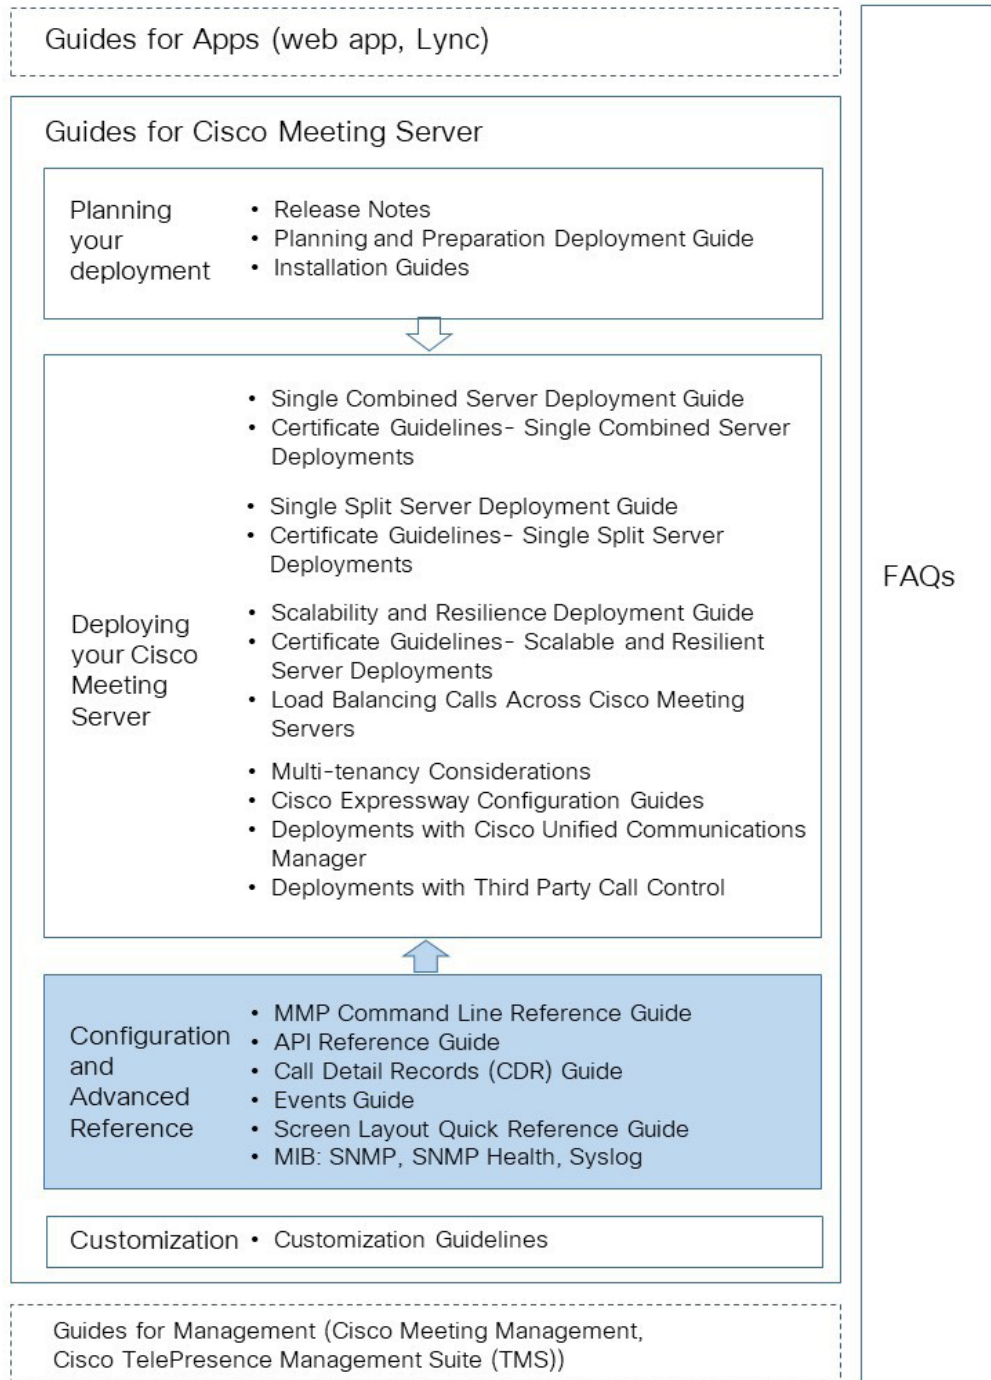 Guides for Apps (web app, Lync)
Guides for Cisco Meeting Server
Planning
your
deployment
• Release Notes
• Planning and Preparation Deployment Guide
• Installation Guides
Deploying
your Cisco
Meeting
Server
• Single Combined Server Deployment Guide
• Certificate Guidelines- Single Combined Server
Deployments
• Single Split Server Deployment Guide
• Certificate Guidelines- Single Split Server
Deployments
• Scalability and Resilience Deployment Guide
• Certificate Guidelines- Scalable and Resilient
Server Deployments
• Load Balancing Calls Across Cisco Meeting
Servers
• Multi-tenancy Considerations
• Cisco Expressway Configuration Guides
• Deployments with Cisco Unified Communications
Manager
• Deployments with Third Party Call Control
Configuration
and
Advanced
Reference
• MMP Command Line Reference Guide
• API Reference Guide
• Call Detail Records (CDR) Guide
• Events Guide
• Screen Layout Quick Reference Guide
• MIB: SNMP, SNMP Health, Syslog
Customization • Customization Guidelines
Guides for Management (Cisco Meeting Management,
Cisco TelePresence Management Suite (TMS))
FAQs